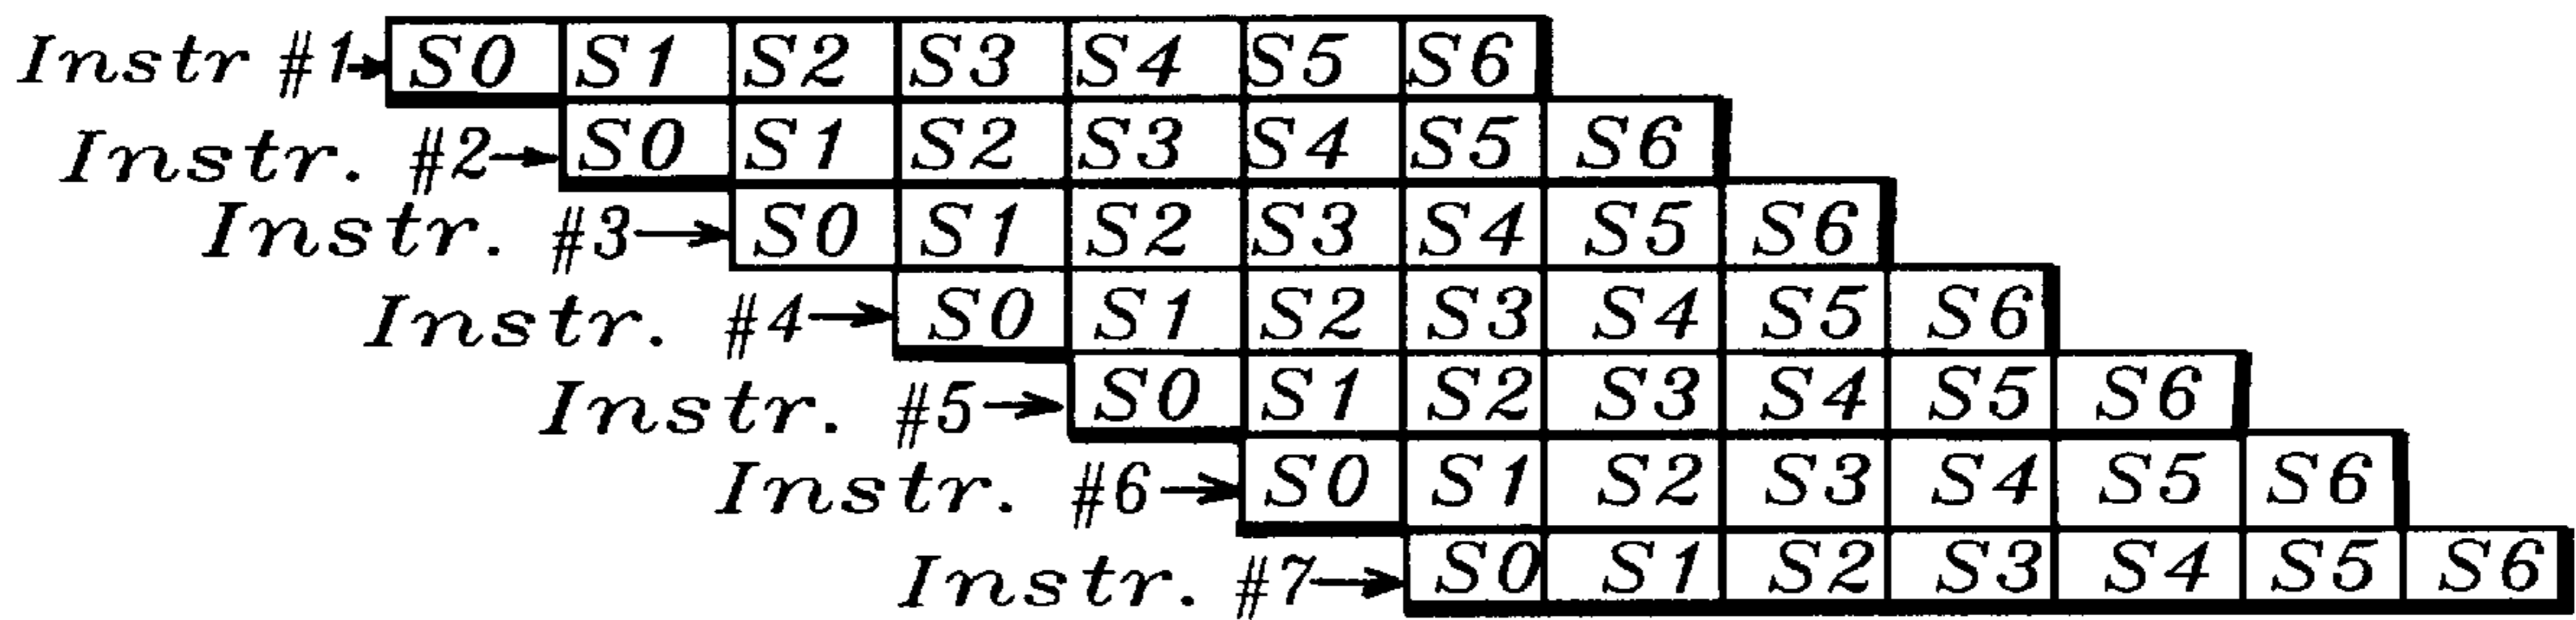 Instr #1 S0 S1 S2 S3 S4 S5 S6
Instr. #2 S0 S1 S2 S3 S4 S5 S6
Instr. #3 S0 S1 S2 S3 S4 S5 S6
Instr. #4 S0 S1 S2 S3 S4 S5 S6
Instr. #5 S0 S1 S2 S3 S4 S5 S6
Instr. #6 S0 S1 S2 S3 S4 S5 S6
Instr. #7 S0 S1 S2 S3 S4 S5 S6